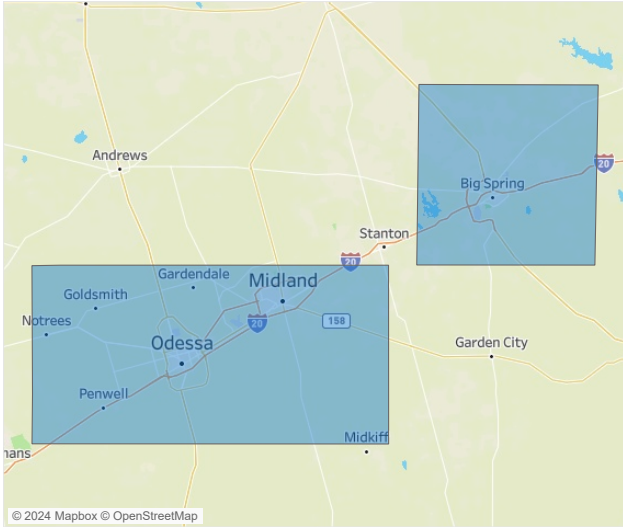 Andrews
20
Big Spring
Stanton
20
Gardendale
Midland
Goldsmith
Notrees
20
158
Odessa
Garden City
Penwell
Midkiff
nans
© 2024 Mapbox © OpenStreetMap